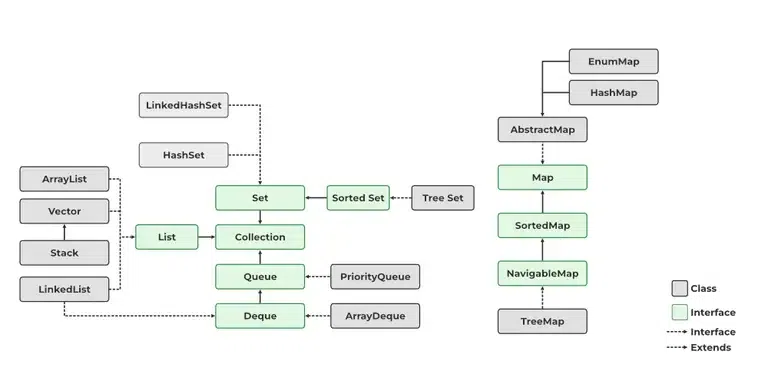 EnumMap
LinkedHashSet
HashMap
AbstractMap
HashSet
ArrayList
Map
Set
Sorted Set
Tree Set
Vector
List
Collection
SortedMap
Stack
Queue
PriorityQueue
NavigableMap
LinkedList
Class
Deque
ArrayDeque
TreeMap
Interface
Interface
Extends